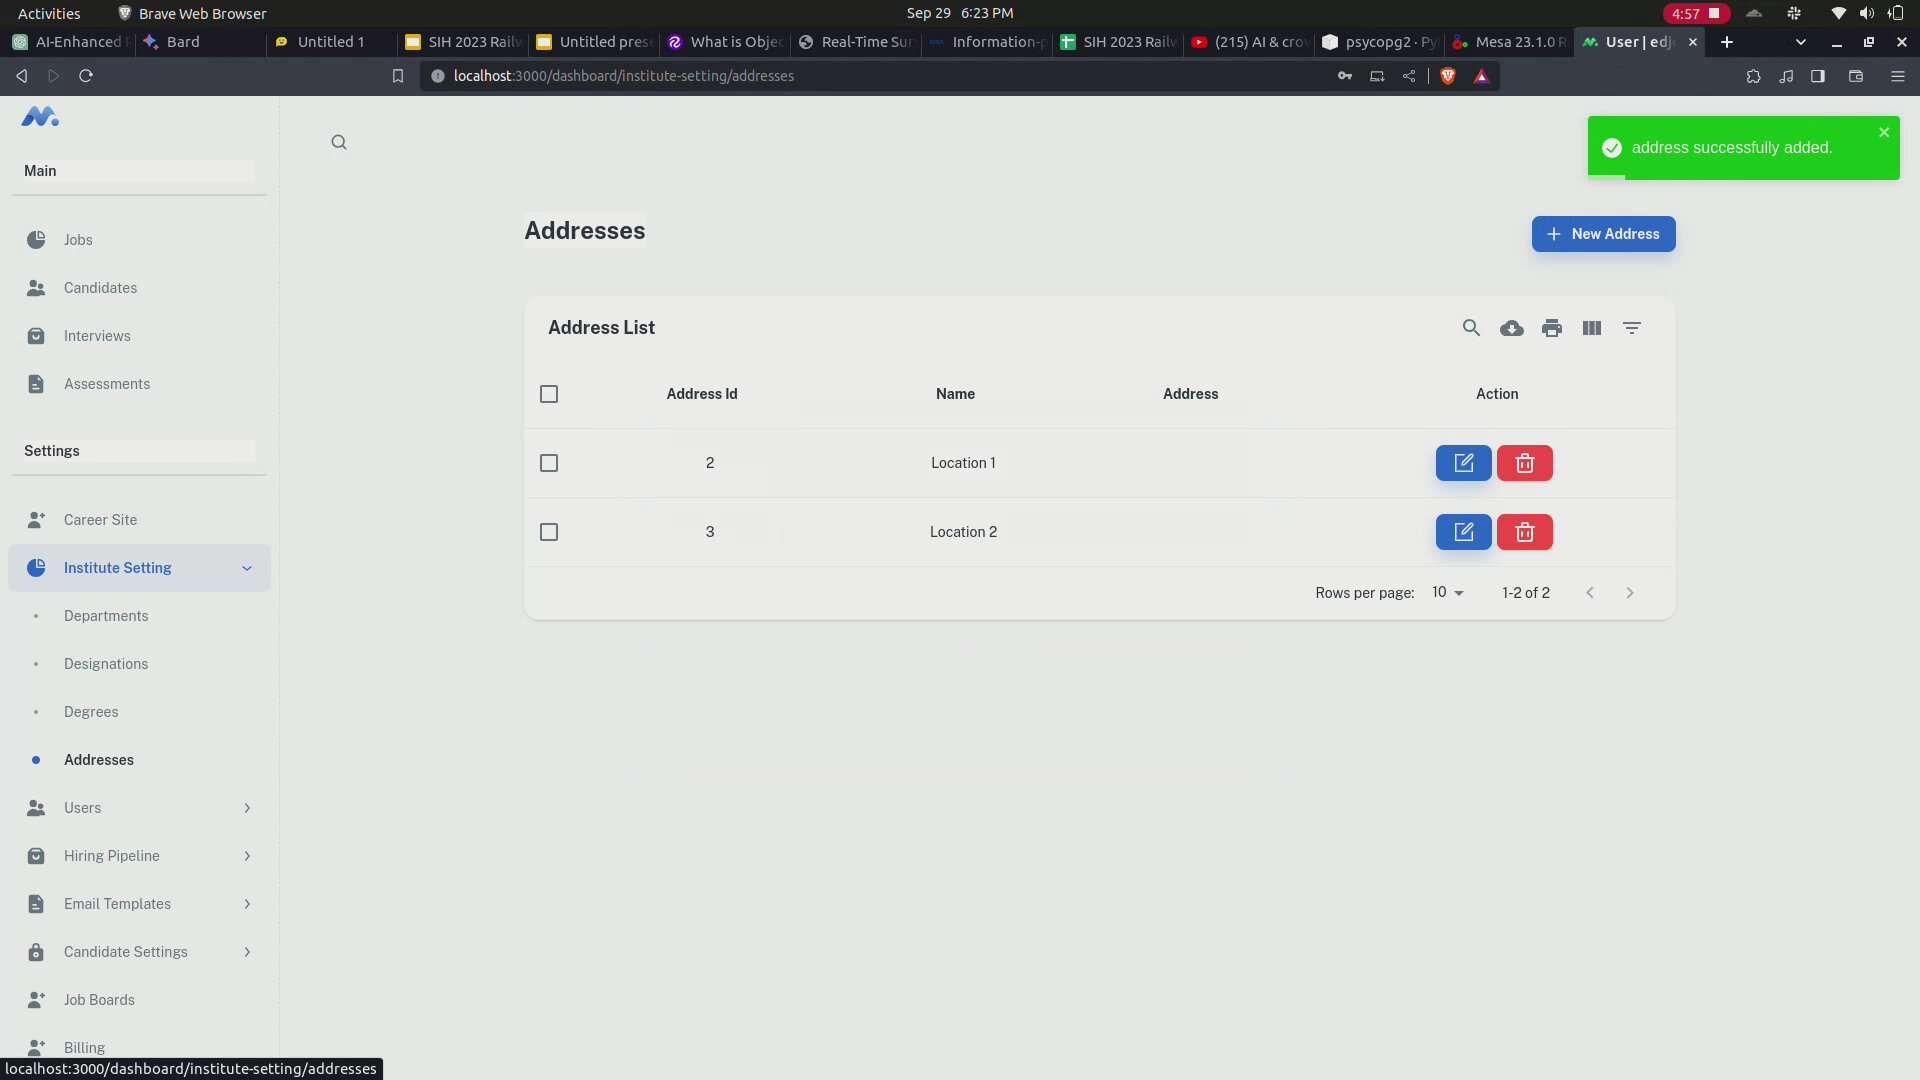 Activities
Brave Web Browser
Sep 29 6:23 PM
4:57
AI-Enhanced
Bard
Untitled 1
SIH 2023 Railw
Untitled prese
What is Objec
Real-Time Sur
Information-p
SIH 2023 Railw
(215) AI & crow
psycopg2 · Py
Mesa 23.1.0 R
User | edj
localhost:3000/dashboard/institute-setting/addresses
Main
Jobs
Candidates
Interviews
Assessments
Settings
Career Site
Institute Setting
Departments
Designations
Degrees
Addresses
Users
Hiring Pipeline
Email Templates
Candidate Settings
Job Boards
Billing
address successfully added.
Addresses
New Address
Address List
Address Id Name Address Action
2 Location 1
3 Location 2
Rows per page: 10 1-2 of 2
localhost:3000/dashboard/institute-setting/addresses